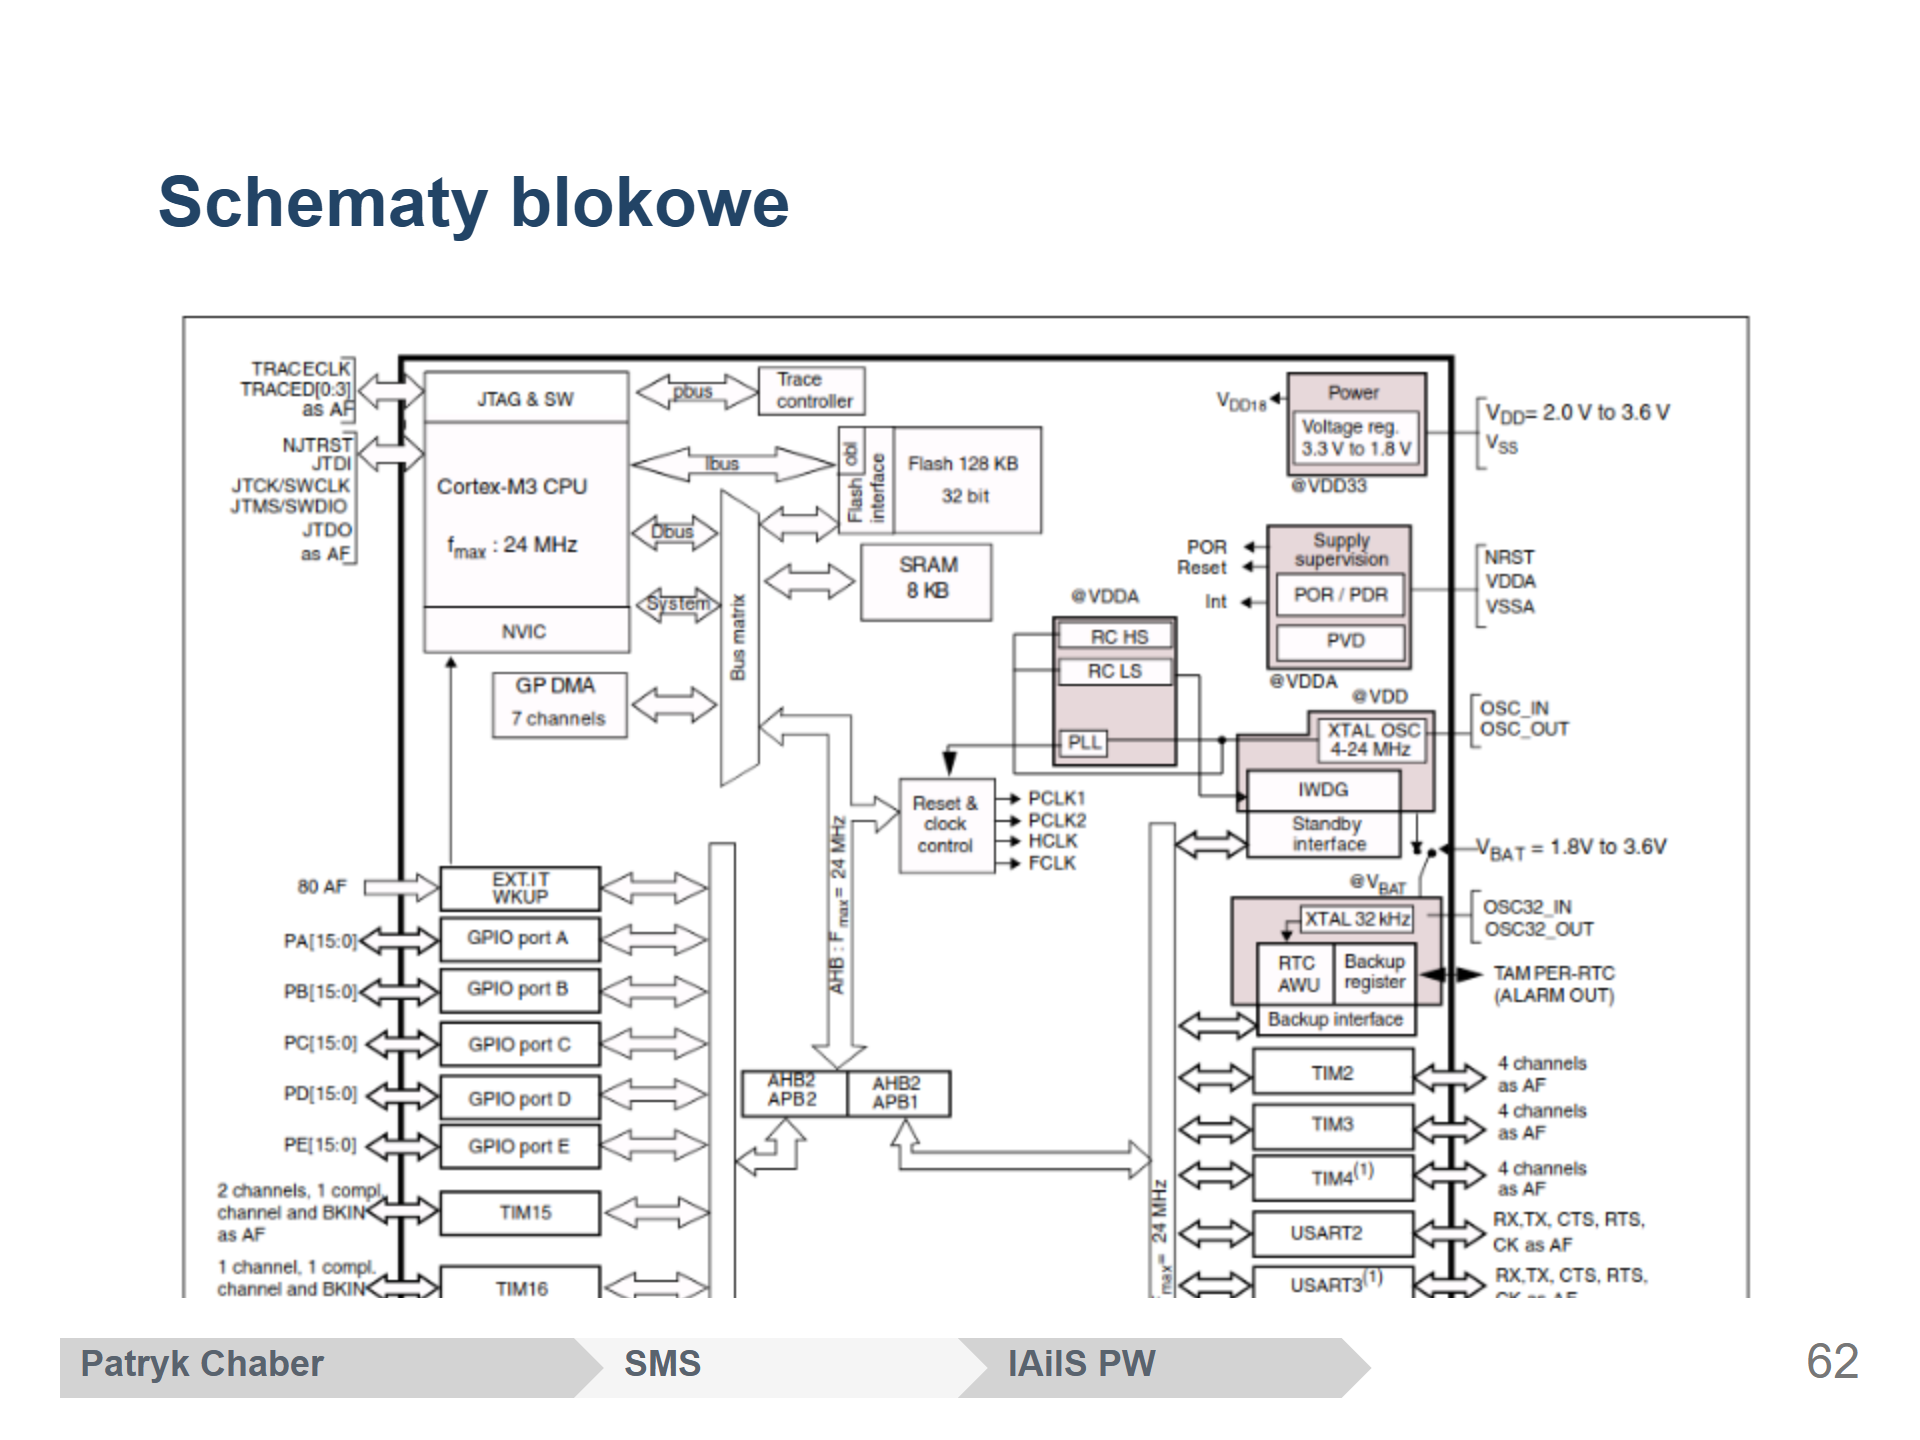 Schematy blokowe
TRACECLK
TRACED[0:3]
as AF
NJTRST
JTDI
JTCK/SWCLK
JTMS/SWDIO
JTDO
as AF
JTAG & SW
Cortex-M3 CPU
fmax : 24 MHz
NVIC
GP DMA
7 channels
pbus
Ibus
Dbus
System
Trace
controller
obl
Flash
interface
Flash 128 KB
32 bit
SRAM
8 KB
Bus matrix
VDD18
Power
Voltage reg.
3.3 V to 1.8 V
@VDD33
VDD= 2.0 V to 3.6 V
VSS
POR
Reset
Int
Supply
supervision
POR / PDR
PVD
@VDDA
NRST
VDDA
VSSA
@VDDA
RC HS
RC LS
PLL
@VDD
XTAL OSC
4-24 MHz
IWDG
Standby
interface
OSC_IN
OSC_OUT
Reset &
clock
control
PCLK1
PCLK2
HCLK
FCLK
VBAT = 1.8V to 3.6V
@VBAT
XTAL 32 kHz
RTC
AWU
Backup
register
Backup interface
OSC32_IN
OSC32_OUT
TAMPER-RTC
(ALARM OUT)
AHB : Fmax= 24 MHz
80 AF
EXT.IT
WKUP
PA[15:0]
GPIO port A
PB[15:0]
GPIO port B
PC[15:0]
GPIO port C
PD[15:0]
GPIO port D
PE[15:0]
GPIO port E
2 channels, 1 compl.
channel and BKIN
as AF
TIM15
1 channel, 1 compl.
channel and BKIN
TIM16
AHB2
APB2
AHB2
APB1
max= 24 MHz
TIM2
4 channels
as AF
TIM3
4 channels
as AF
TIM4(1)
4 channels
as AF
USART2
RX,TX, CTS, RTS,
CK as AF
USART3(1)
RX,TX, CTS, RTS,
CK as AF
Patryk Chaber
SMS
IAiIS PW
62